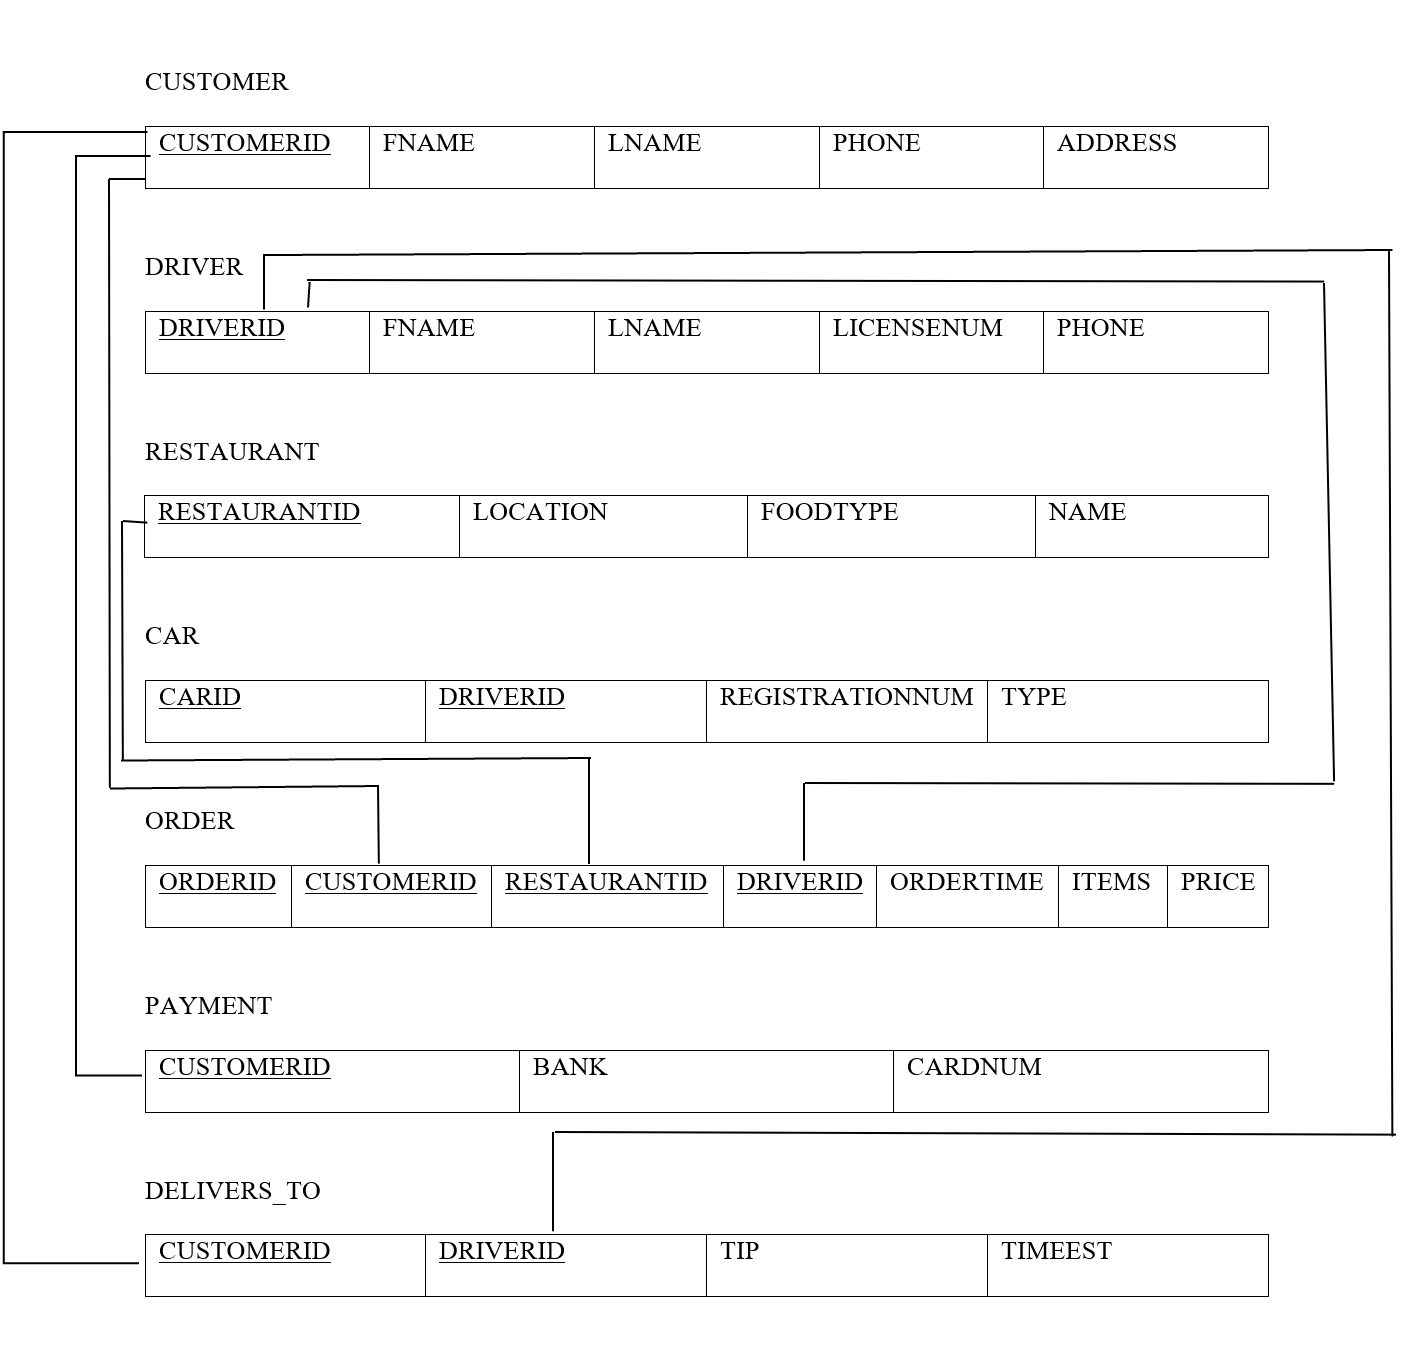 CUSTOMER
CUSTOMERID FNAME LNAME PHONE ADDRESS
DRIVER
DRIVERID FNAME LNAME LICENSENUM PHONE
RESTAURANT
RESTAURANTID LOCATION FOODTYPE NAME
CAR
CARID DRIVERID REGISTRATIONNUM TYPE
ORDER
ORDERID CUSTOMERID RESTAURANTID DRIVERID ORDERTIME ITEMS PRICE
PAYMENT
CUSTOMERID BANK CARDNUM
DELIVERS_TO
CUSTOMERID DRIVERID TIP TIMEEST